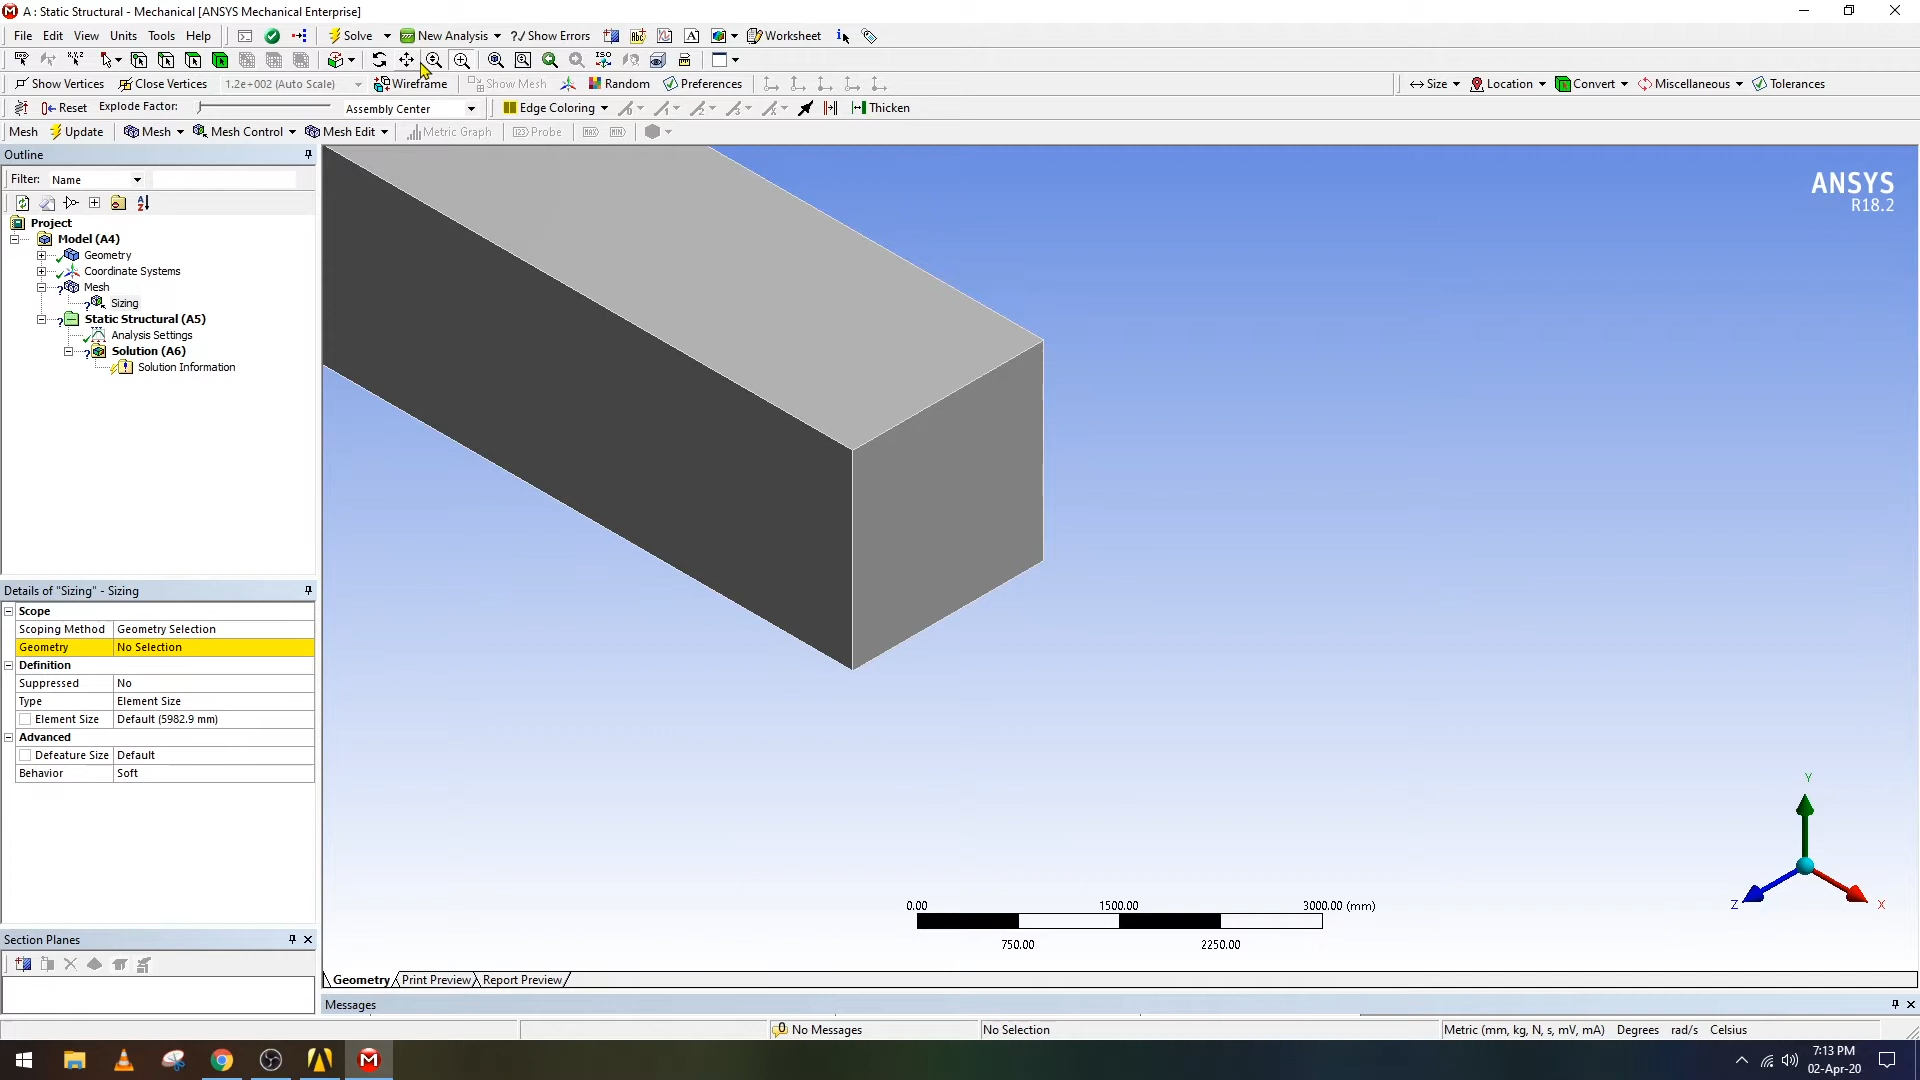 A : Static Structural - Mechanical [ANSYS Mechanical Enterprise]
File Edit View Units Tools Help Solve New Analysis ?/ Show Errors Worksheet
Show Vertices Close Vertices 1.2e+002 (Auto Scale) Wireframe Show Mesh Random Preferences Size Location Convert Miscellaneous Tolerances
Reset Explode Factor: Assembly Center Edge Coloring Thicken
Mesh Update Mesh Mesh Control Mesh Edit Metric Graph Probe
Outline
Filter: Name
Project
Model (A4)
Geometry
Coordinate Systems
Mesh
Sizing
Static Structural (A5)
Analysis Settings
Solution (A6)
Solution Information
Details of "Sizing" - Sizing
Scope
Scoping Method Geometry Selection
Geometry No Selection
Definition
Suppressed No
Type Element Size
Element Size Default (5982.9 mm)
Advanced
Defeature Size Default
Behavior Soft
Section Planes
ANSYS
R18.2
Y
Z
X
0.00 1500.00 3000.00 (mm)
750.00 2250.00
Geometry Print Preview Report Preview
Messages
0 No Messages No Selection Metric (mm, kg, N, s, mV, mA) Degrees rad/s Celsius
7:13 PM
02-Apr-20